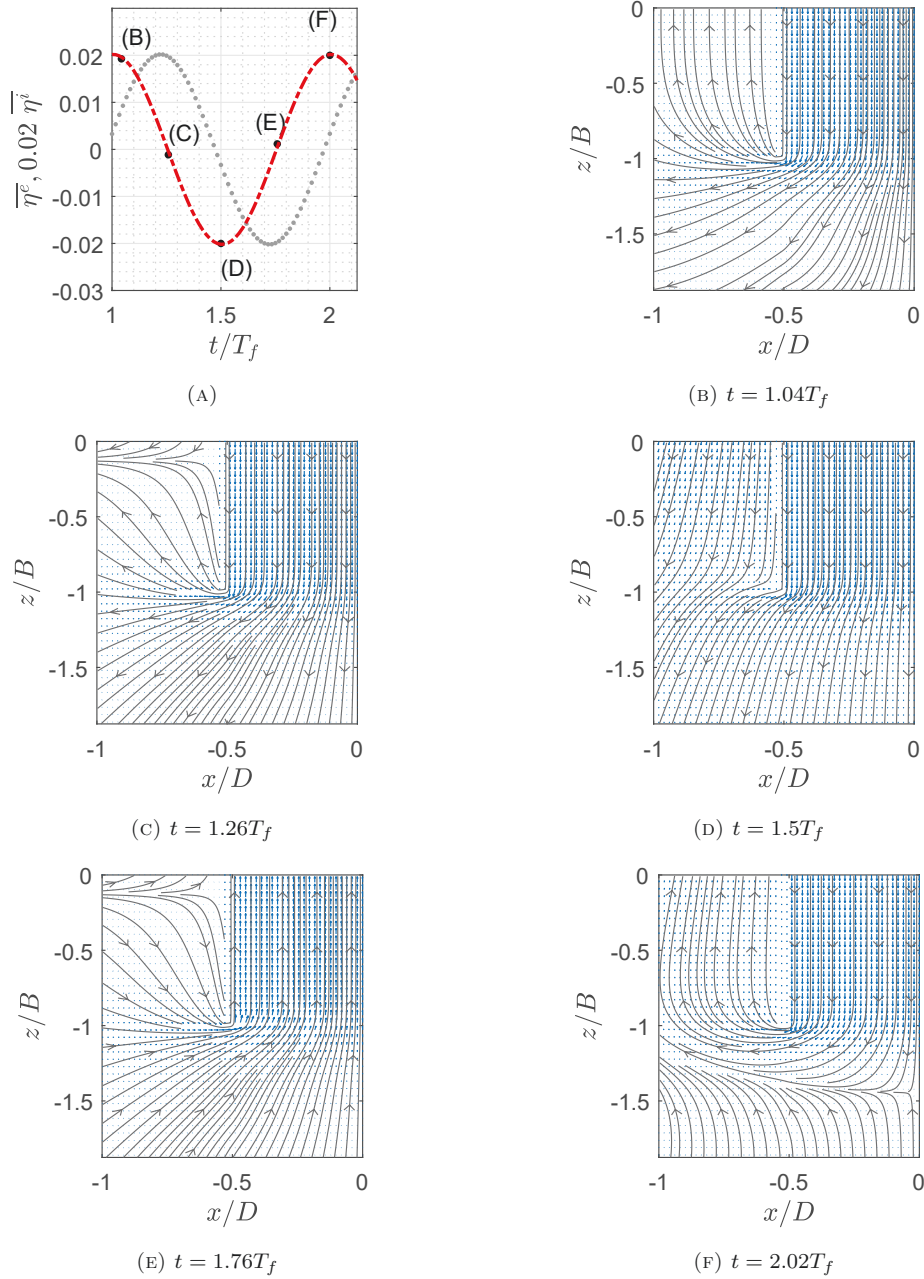 (B)
(F)
0.02
0.01
(C)
(E)
0
-0.01
-0.02
(D)
-0.03
1
1.5
2
t/T_f
\overline{η^e}, 0.02 \overline{η^i}
(A)
0
-0.5
-1
-1.5
z/B
-1
-0.5
0
x/D
(B) t = 1.04T_f
0
-0.5
-1
-1.5
z/B
-1
-0.5
0
x/D
(C) t = 1.26T_f
0
-0.5
-1
-1.5
z/B
-1
-0.5
0
x/D
(D) t = 1.5T_f
0
-0.5
-1
-1.5
z/B
-1
-0.5
0
x/D
(E) t = 1.76T_f
0
-0.5
-1
-1.5
z/B
-1
-0.5
0
x/D
(F) t = 2.02T_f